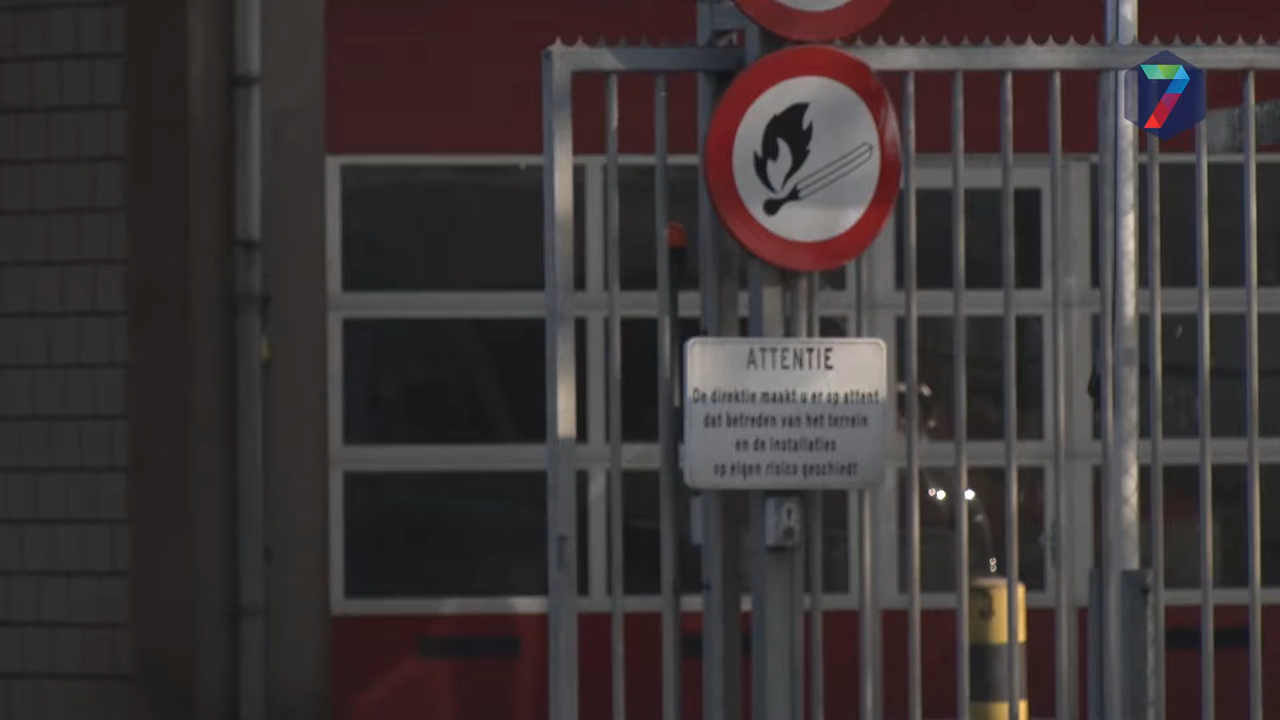 7
ATTENTIE
De direktie maakt u er op attent
dat betreden van het terrein
en de installaties
op eigen risico geschiedt